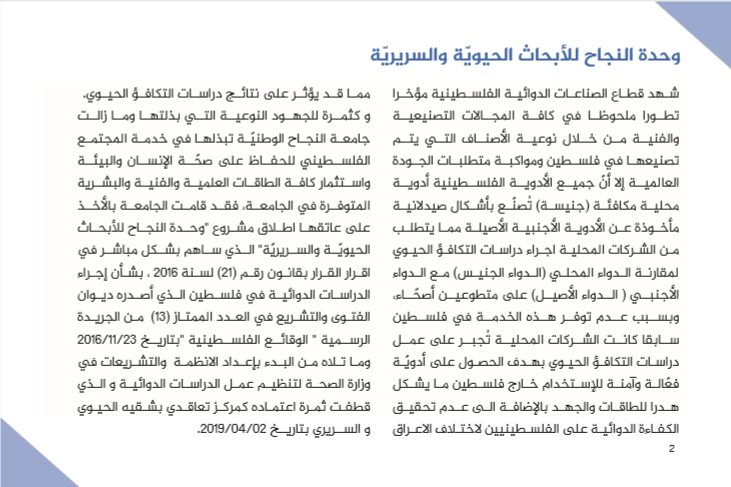 وحدة النجاح للأبحاث الحيويّة والسريريّة
شهد قطاع الصناعات الدوائية الفلسطينية مؤخرا
تطورا ملحوظا في كافة المجالات التصنيعية
والفنية من خلال نوعية الأصناف التي يتم
تصنيعها في فلسطين ومواكبة متطلبات الجودة
العالمية إلا أنّ جميع الأدوية الفلسطينية أدوية
محلية مكافئة (جنيسة) تُصنّع بأشكال صيدلانية
مأخوذة عن الأدوية الأجنبية الأصيلة مما يتطلب
من الشركات المحلية اجراء دراسات التكافؤ الحيوي
لمقارنة الدواء المحلي (الدواء الجنيس) مع الدواء
الأجنبي ( الدواء الأصيل) على متطوعين أصحّاء،
وبسبب عدم توفر هذه الخدمة في فلسطين
سابقا كانت الشركات المحلية تُجبر على عمل
دراسات التكافؤ الحيوي بهدف الحصول على أدويّة
فعّالة وآمنة للإستخدام خارج فلسطين ما يشكل
هدرا للطاقات والجهد بالإضافة الى عدم تحقيق
الكفاءة الدوائية على الفلسطينيين لاختلاف الاعراق
مما قد يؤثر على نتائج دراسات التكافؤ الحيوي.
و كثمرة للجهود النوعية التي بذلتها وما زالت
جامعة النجاح الوطنيّة تبذلها في خدمة المجتمع
الفلسطيني للحفاظ على صحّة الإنسان والبيئة
واستثمار كافة الطاقات العلمية والفنية والبشرية
المتوفرة في الجامعة، فقد قامت الجامعة بالأخذ
على عاتقها اطلاق مشروع "وحدة النجاح للأبحاث
الحيويّة والسريريّة" الذي ساهم بشكل مباشر في
اقرار القرار بقانون رقم (21) لسنة 2016 ، بشأن إجراء
الدراسات الدوائية في فلسطين الذي أصدره ديوان
الفتوى والتشريع في العدد الممتاز (13) من الجريدة
الرسمية " الوقائع الفلسطينية "بتاريخ 2016/11/23
وما تلاه من البدء بإعداد الانظمة والتشريعات في
وزارة الصحة لتنظيم عمل الدراسات الدوائية و الذي
قطفت ثمرة اعتماده كمركز تعاقدي بشقيه الحيوي
و السريري بتاريخ 2019/04/02.
2